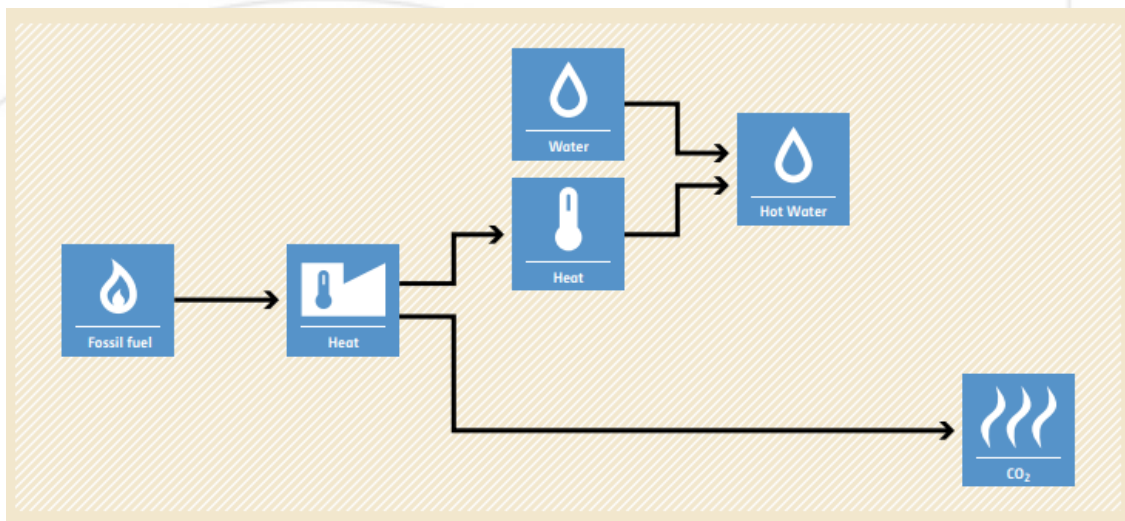 Water
Hot Water
Heat
Fossil fuel
Heat
CO₂